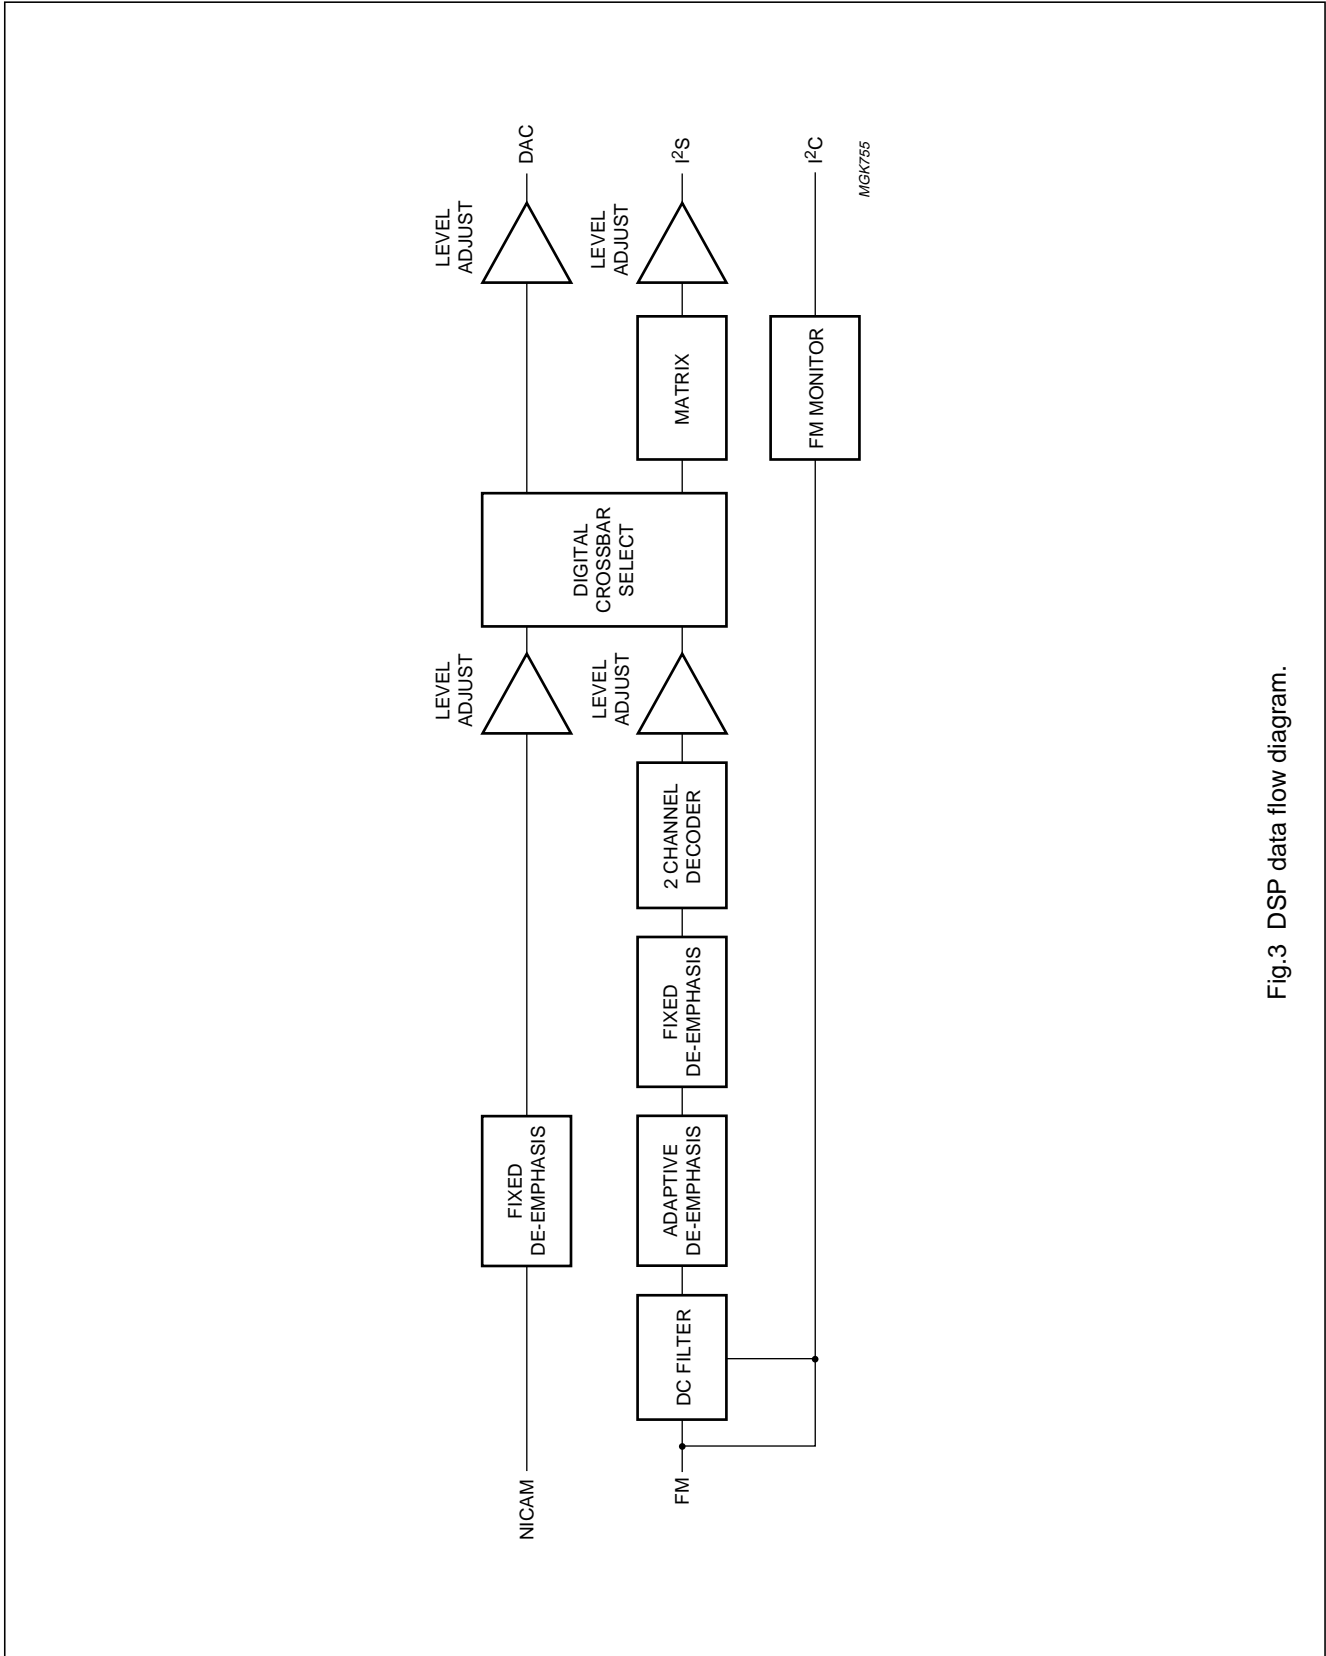 NICAM
FIXED
DE-EMPHASIS
LEVEL
ADJUST
LEVEL
ADJUST
DAC
FM
DC FILTER
ADAPTIVE
DE-EMPHASIS
FIXED
DE-EMPHASIS
2 CHANNEL
DECODER
LEVEL
ADJUST
DIGITAL
CROSSBAR
SELECT
MATRIX
LEVEL
ADJUST
I²S
FM MONITOR
I²C
MGK755
Fig.3 DSP data flow diagram.